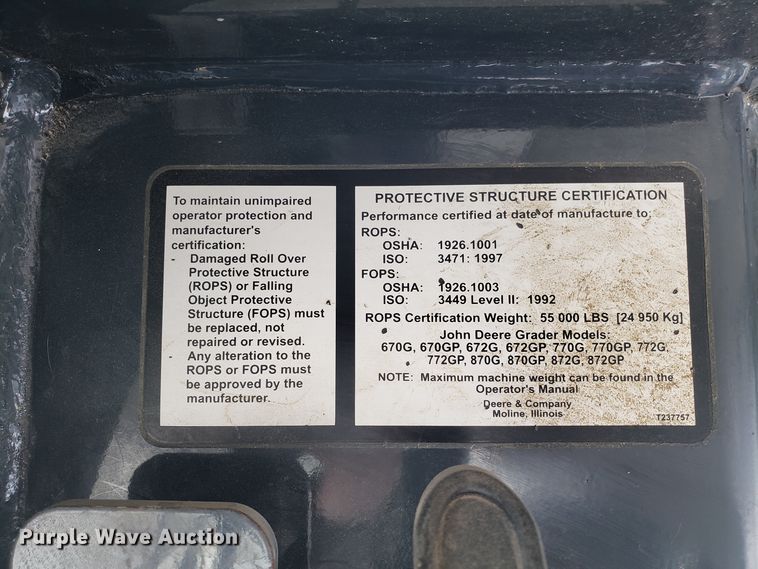 To maintain unimpaired
operator protection and
manufacturer's
certification:
- Damaged Roll Over
Protective Structure
(ROPS) or Falling
Object Protective
Structure (FOPS) must
be replaced, not
repaired or revised.
- Any alteration to the
ROPS or FOPS must
be approved by the
manufacturer.
PROTECTIVE STRUCTURE CERTIFICATION
Performance certified at date of manufacture to:
ROPS:
OSHA: 1926.1001
ISO: 3471: 1997
FOPS:
OSHA: 1926.1003
ISO: 3449 Level II: 1992
ROPS Certification Weight: 55 000 LBS [24 950 Kg]
John Deere Grader Models:
670G, 670GP, 672G, 672GP, 770G, 770GP, 772G,
772GP, 870G, 870GP, 872G, 872GP
NOTE: Maximum machine weight can be found in the
Operator's Manual
Deere & Company
Moline, Illinois
T237757
Purple Wave Auction